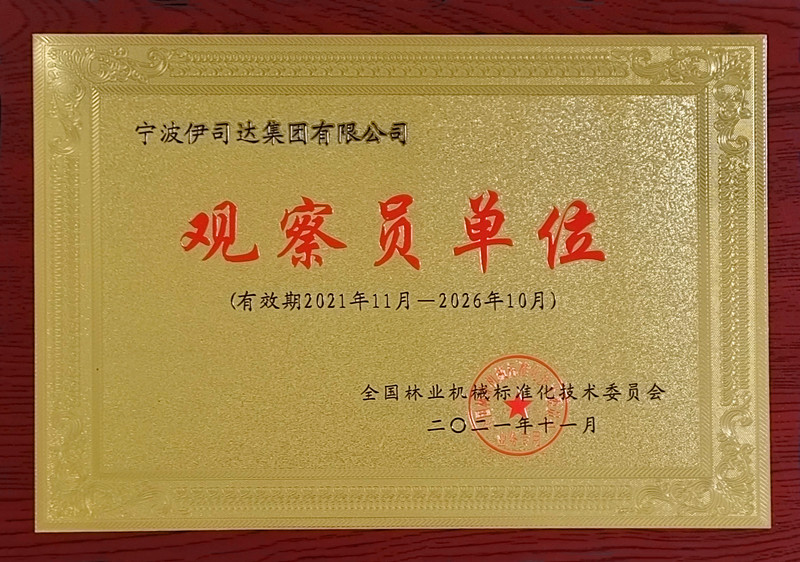 宁波伊司达集团有限公司
观察员单位
(有效期2021年11月—2026年10月)
全国林业机械标准化技术委员会
二〇二一年十一月